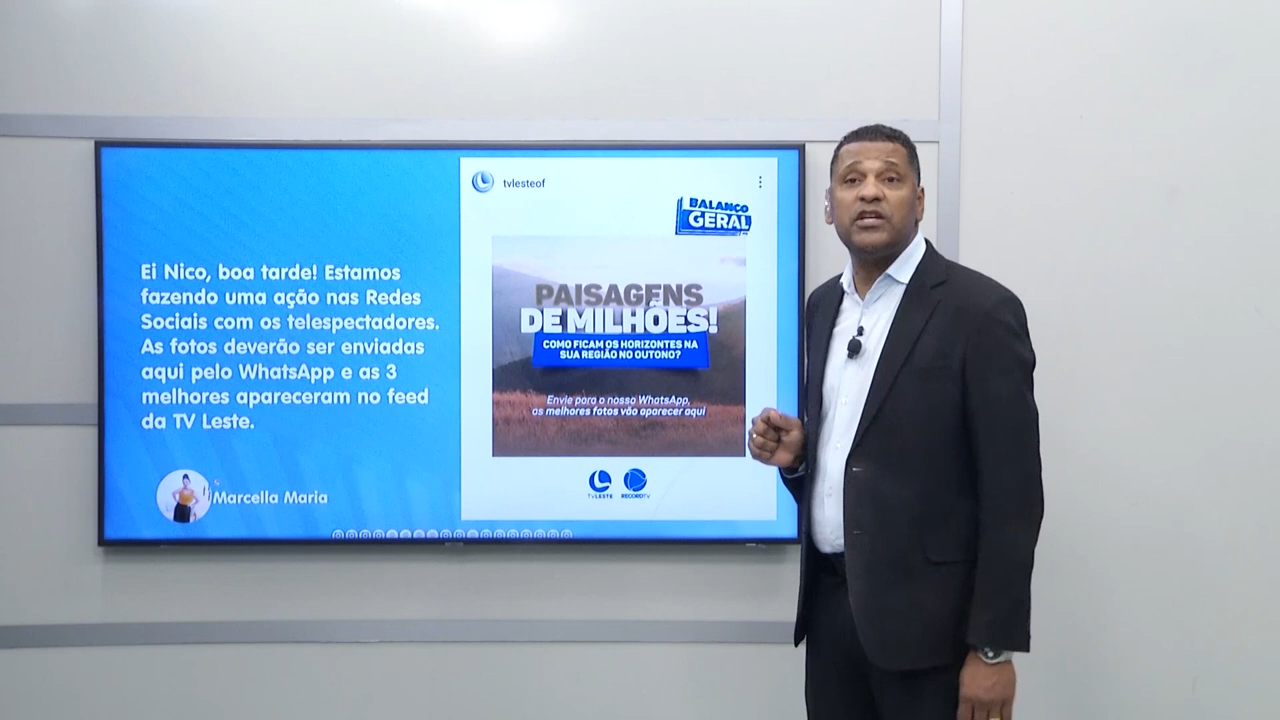 Ei Nico, boa tarde! Estamos
fazendo uma ação nas Redes
Sociais com os telespectadores.
As fotos deverão ser enviadas
aqui pelo WhatsApp e as 3
melhores apareceram no feed
da TV Leste.
Marcella Maria
tvlesteof
BALANÇO
GERAL
PAISAGENS
DE MILHÕES!
COMO FICAM OS HORIZONTES NA
SUA REGIÃO NO OUTONO?
Envie para o nosso WhatsApp,
as melhores fotos vão aparecer aqui
TV LESTE
RECORDTV